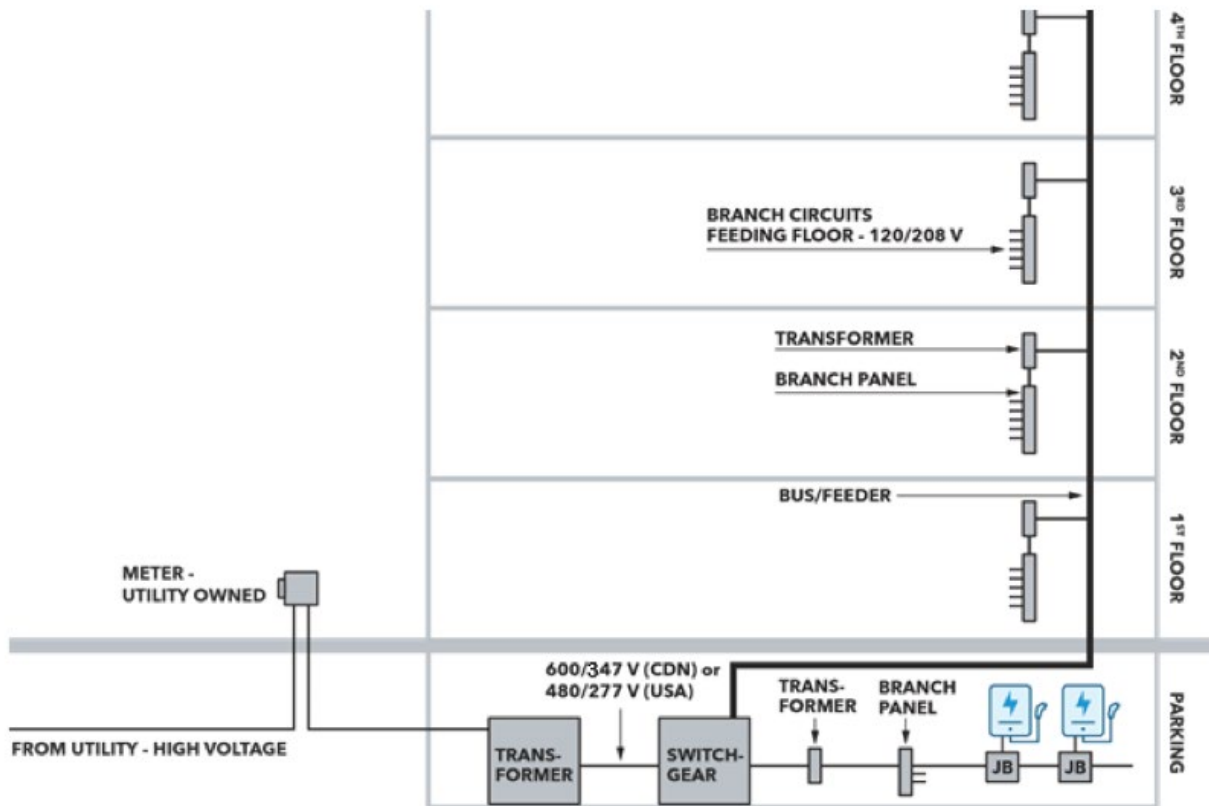 4TH FLOOR
3RD FLOOR
BRANCH CIRCUITS
FEEDING FLOOR - 120/208 V
TRANSFORMER
BRANCH PANEL
2ND FLOOR
BUS/FEEDER
1ST FLOOR
METER -
UTILITY OWNED
600/347 V (CDN) or
480/277 V (USA)
TRANS-
FORMER
BRANCH
PANEL
PARKING
FROM UTILITY - HIGH VOLTAGE
TRANS-
FORMER
SWITCH-
GEAR
JB
JB